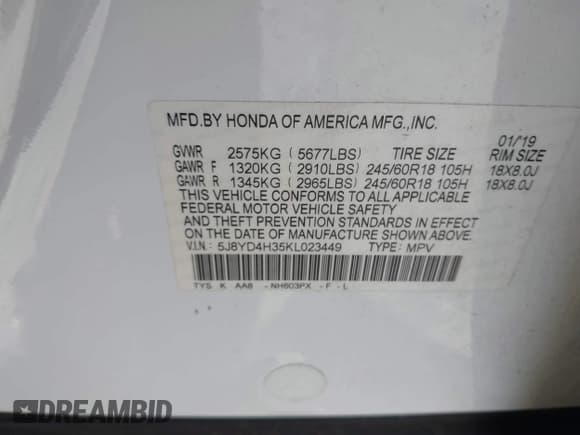 MFD.BY HONDA OF AMERICA MFG.,INC.
01/'19
GVWR 2575KG ( 5677LBS) TIRE SIZE RIM SIZE
GAWR F 1320KG ( 2910LBS) 245/60R18 105H 18X8.0J
GAWR R 1345KG ( 2965LBS) 245/60R18 105H 18X8.0J
THIS VEHICLE CONFORMS TO ALL APPLICABLE
FEDERAL MOTOR VEHICLE SAFETY
AND THEFT PREVENTION STANDARDS IN EFFECT
ON THE DATE OF MANUFACTURE SHOWN ABOVE.
V.I.N.: 5J8YD4H35KL023449 TYPE: MPV
TYS K AA8 -NH603PX -F -L
DREAMBID